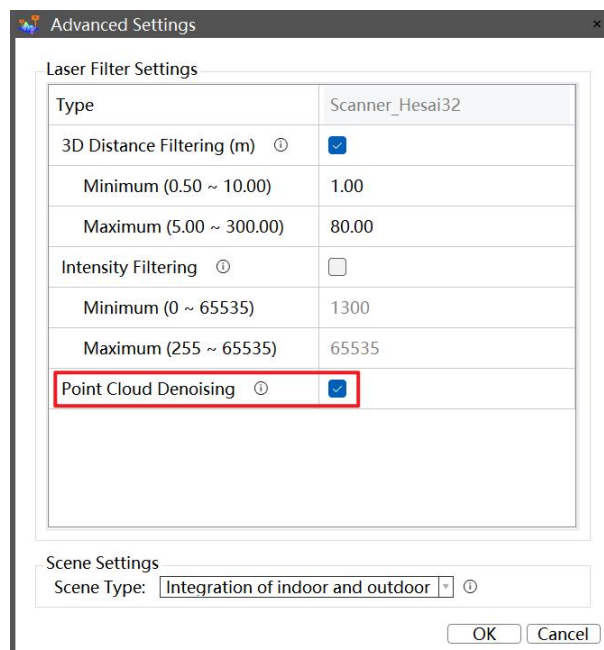 Advanced Settings
Laser Filter Settings
Type Scanner_Hesai32
3D Distance Filtering (m)
Minimum (0.50 ~ 10.00) 1.00
Maximum (5.00 ~ 300.00) 80.00
Intensity Filtering
Minimum (0 ~ 65535) 1300
Maximum (255 ~ 65535) 65535
Point Cloud Denoising
Scene Settings
Scene Type: Integration of indoor and outdoor
OK Cancel